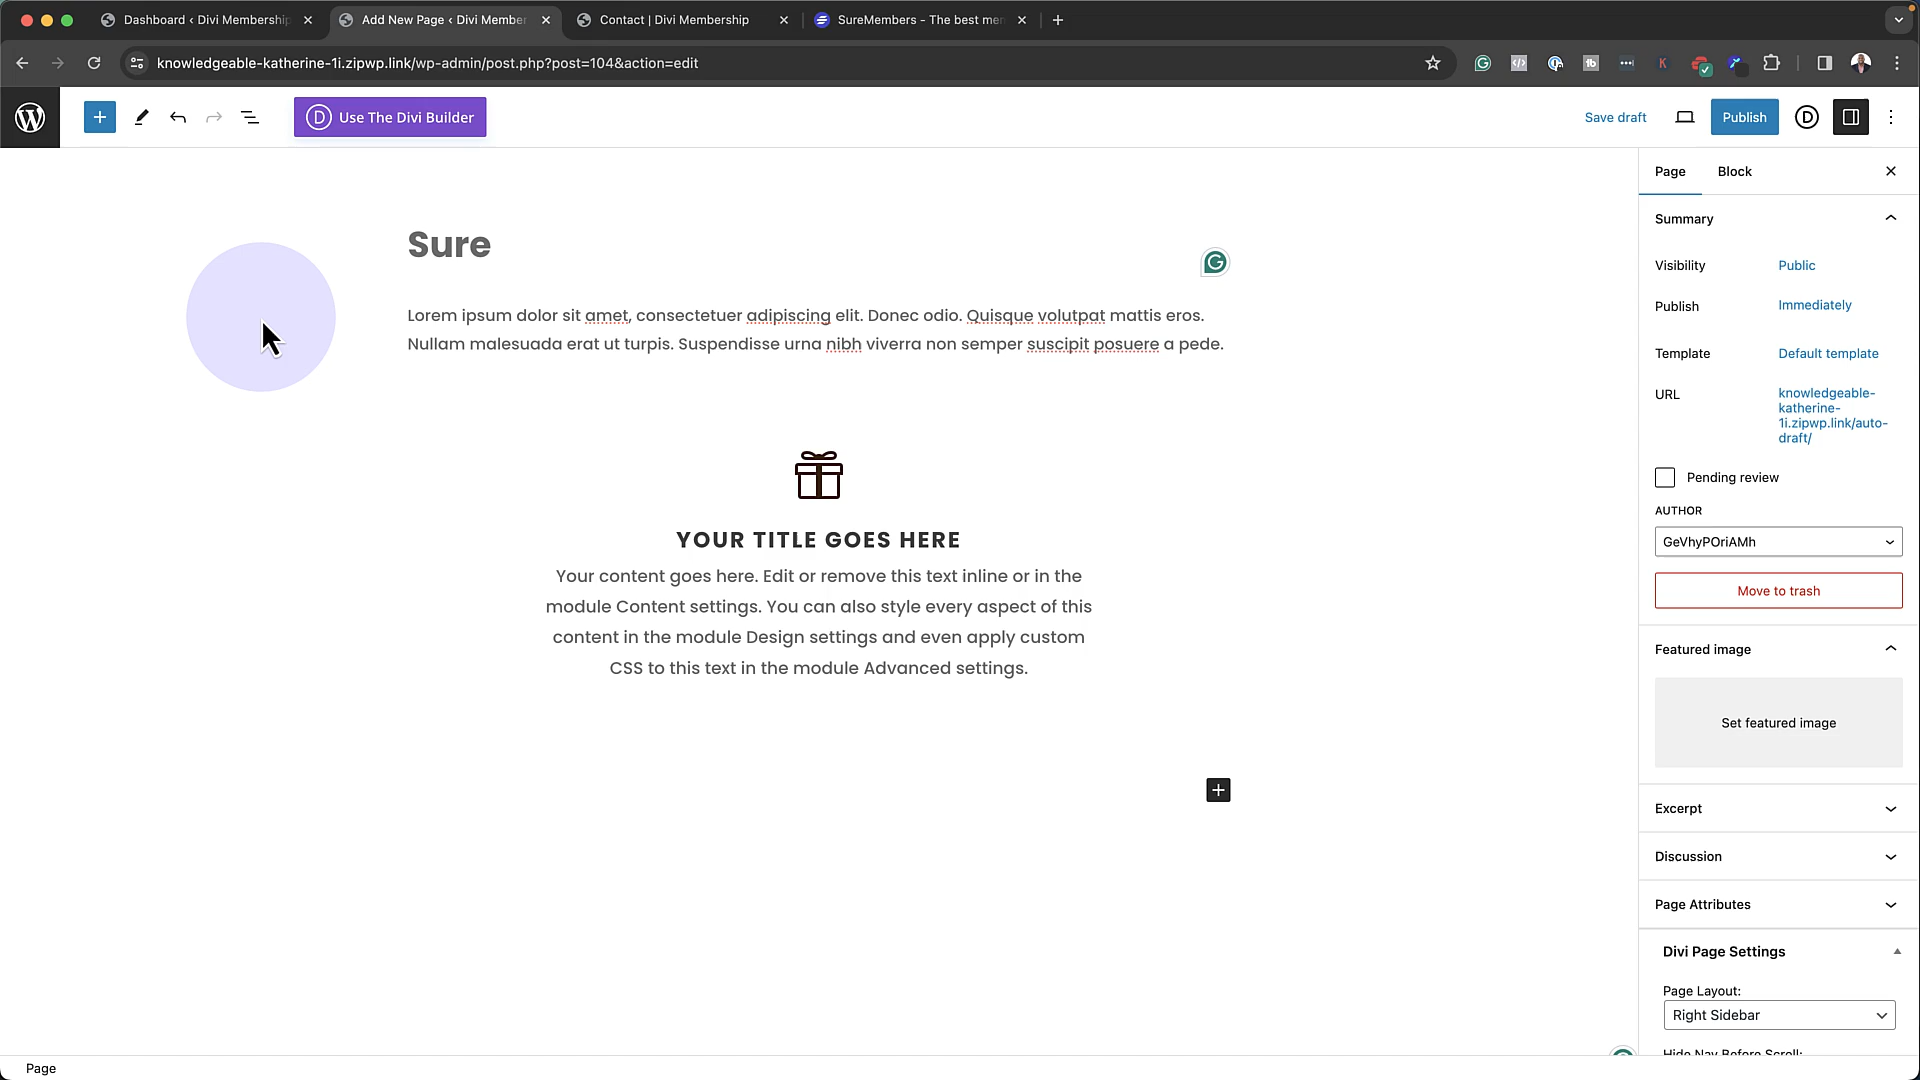 Dashboard ‹ Divi Membership
Add New Page ‹ Divi Member
Contact | Divi Membership
SureMembers - The best mem
knowledgeable-katherine-1i.zipwp.link/wp-admin/post.php?post=104&action=edit
Use The Divi Builder
Save draft
Publish
Page
Block
Sure
Lorem ipsum dolor sit amet, consectetuer adipiscing elit. Donec odio. Quisque volutpat mattis eros.
Nullam malesuada erat ut turpis. Suspendisse urna nibh viverra non semper suscipit posuere a pede.
YOUR TITLE GOES HERE
Your content goes here. Edit or remove this text inline or in the
module Content settings. You can also style every aspect of this
content in the module Design settings and even apply custom
CSS to this text in the module Advanced settings.
Summary
Visibility
Public
Publish
Immediately
Template
Default template
URL
knowledgeable-
katherine-
1i.zipwp.link/auto-
draft/
Pending review
AUTHOR
GeVhyPOriAMh
Move to trash
Featured image
Set featured image
Excerpt
Discussion
Page Attributes
Divi Page Settings
Page Layout:
Right Sidebar
Hide Nav Before Scroll:
Page